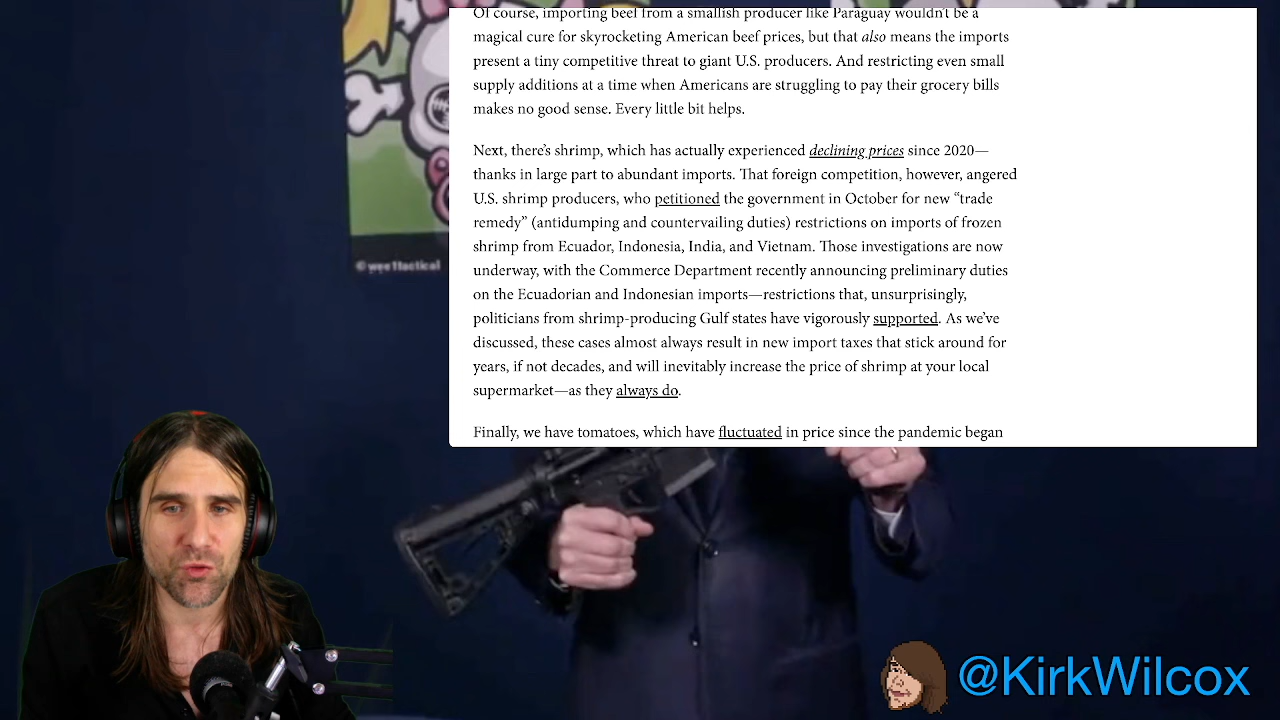 Of course, importing beef from a smallish producer like Paraguay wouldn't be a
magical cure for skyrocketing American beef prices, but that also means the imports
present a tiny competitive threat to giant U.S. producers. And restricting even small
supply additions at a time when Americans are struggling to pay their grocery bills
makes no good sense. Every little bit helps.
Next, there's shrimp, which has actually experienced declining prices since 2020—
thanks in large part to abundant imports. That foreign competition, however, angered
U.S. shrimp producers, who petitioned the government in October for new “trade
remedy” (antidumping and countervailing duties) restrictions on imports of frozen
shrimp from Ecuador, Indonesia, India, and Vietnam. Those investigations are now
underway, with the Commerce Department recently announcing preliminary duties
on the Ecuadorian and Indonesian imports—restrictions that, unsurprisingly,
politicians from shrimp-producing Gulf states have vigorously supported. As we've
discussed, these cases almost always result in new import taxes that stick around for
years, if not decades, and will inevitably increase the price of shrimp at your local
supermarket—as they always do.
Finally, we have tomatoes, which have fluctuated in price since the pandemic began
©wee1tactical
@KirkWilcox